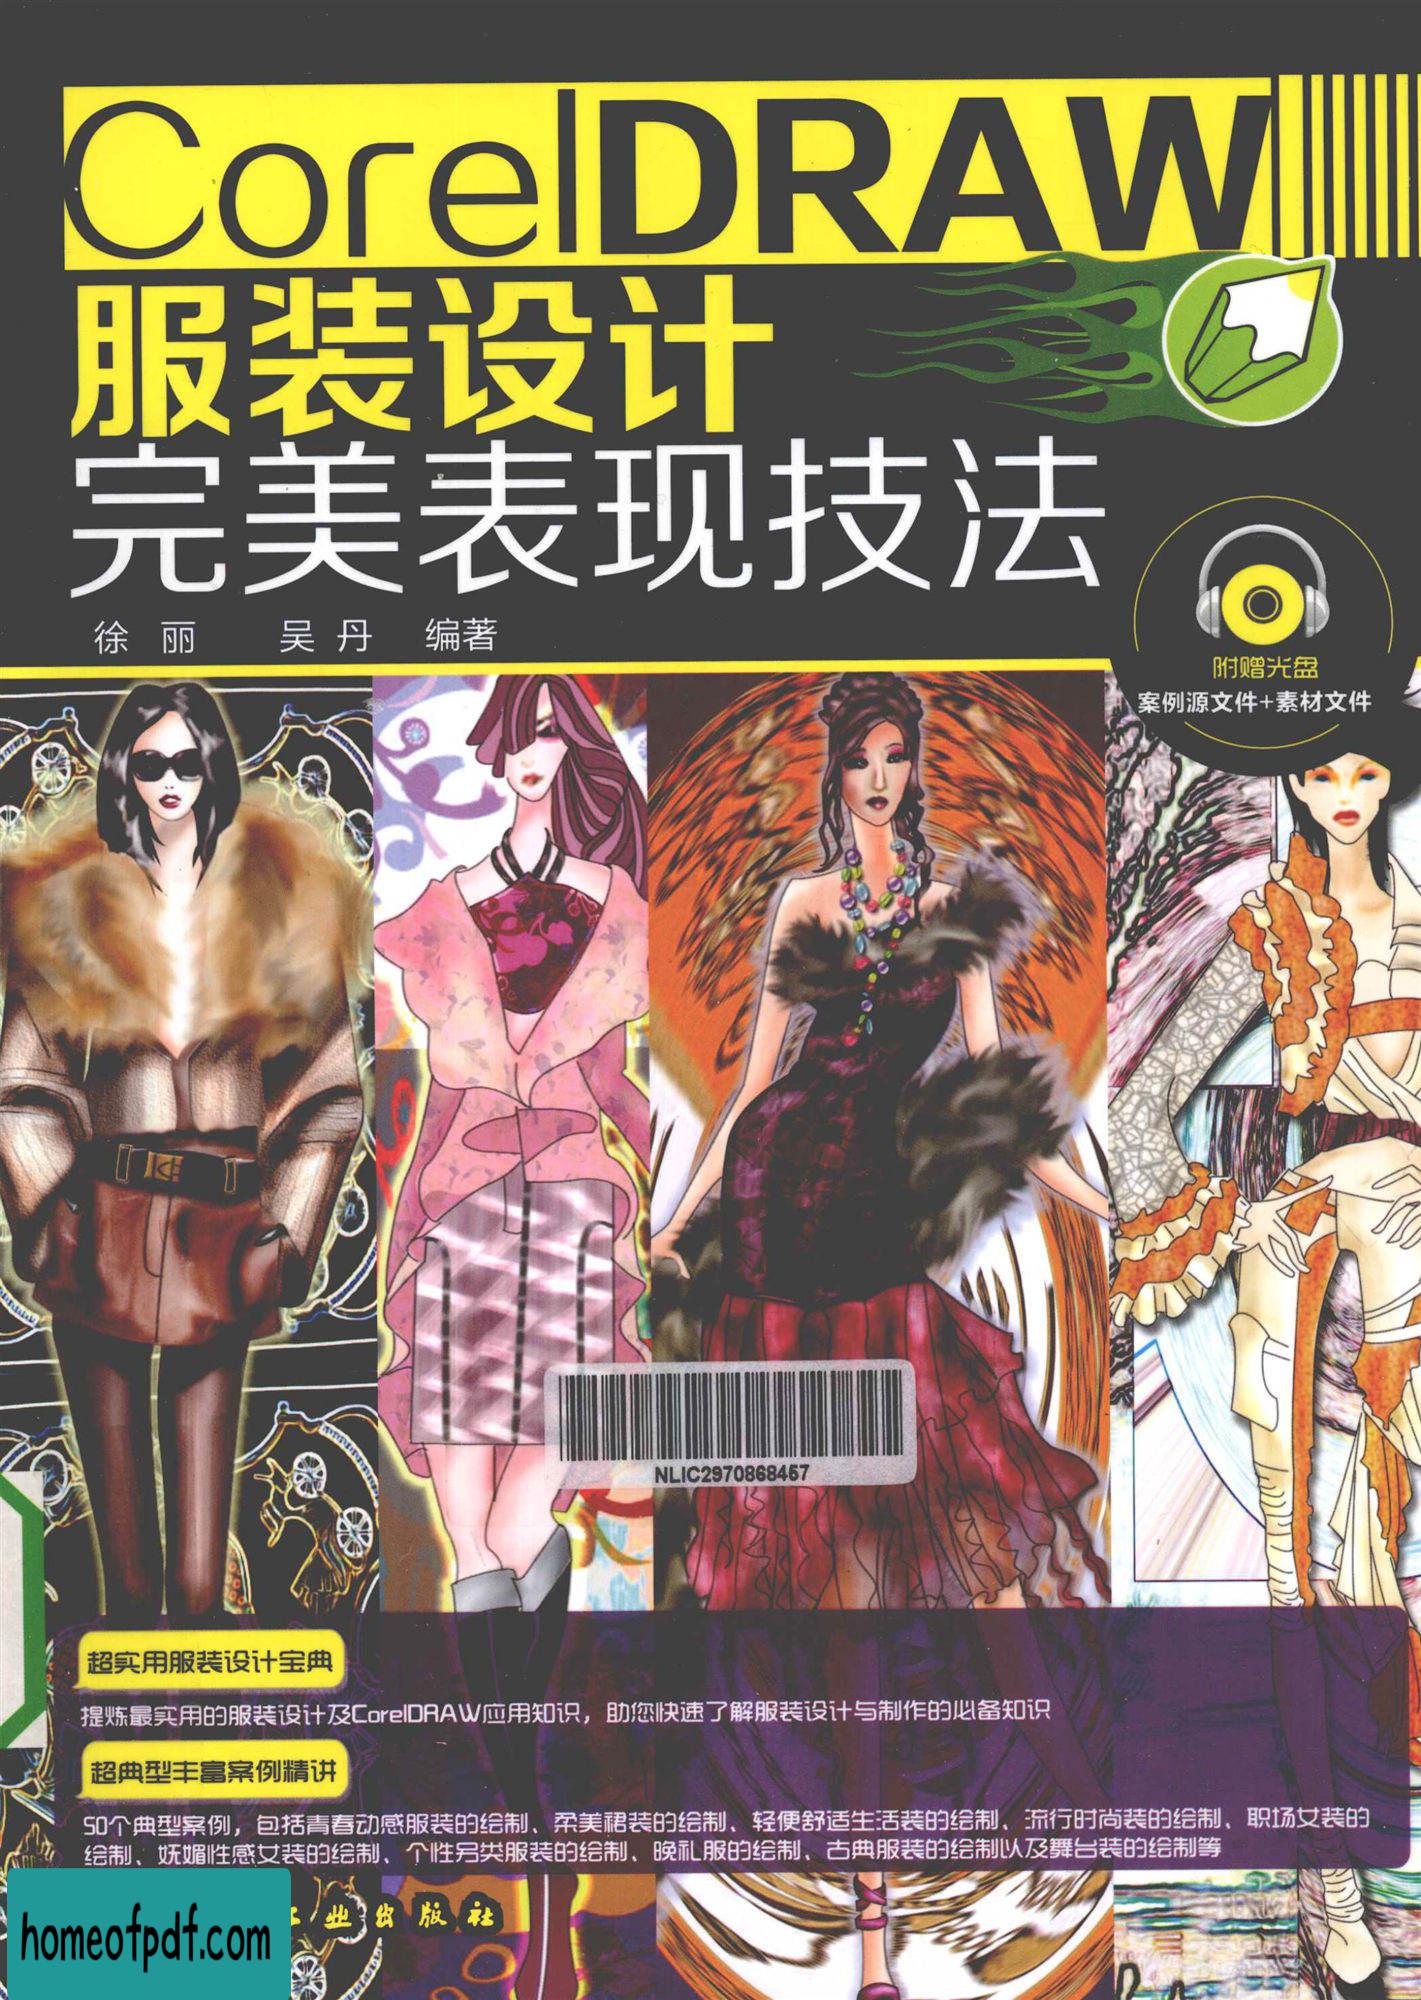 CorelDRAW
服装设计
完美表现技法
徐 丽 吴 丹 编著
附赠光盘
案例源文件+素材文件
NLIC2970868457
超实用服装设计宝典
提炼最实用的服装设计及CorelDRAW应用知识，助您快速了解服装设计与制作的必备知识
超典型丰富案例精讲
50个典型案例，包括青春动感服装的绘制、柔美裙装的绘制、轻便舒适生活装的绘制、流行时尚装的绘制、职场女装的
绘制、妩媚性感女装的绘制、个性另类服装的绘制、晚礼服的绘制、古典服装的绘制以及舞台装的绘制等
工业出版社
homeofpdf.com